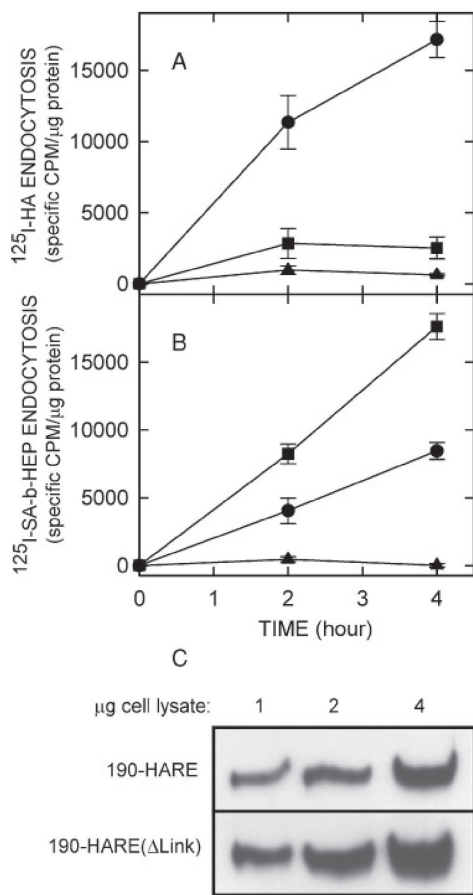 A
15000
10000
5000
0
¹²⁵I-HA ENDOCYTOSIS
(specific CPM/µg protein)
B
15000
10000
5000
0
¹²⁵I-SA-b-HEP ENDOCYTOSIS
(specific CPM/µg protein)
0 1 2 3 4
TIME (hour)
C
µg cell lysate: 1 2 4
190-HARE
190-HARE(ΔLink)